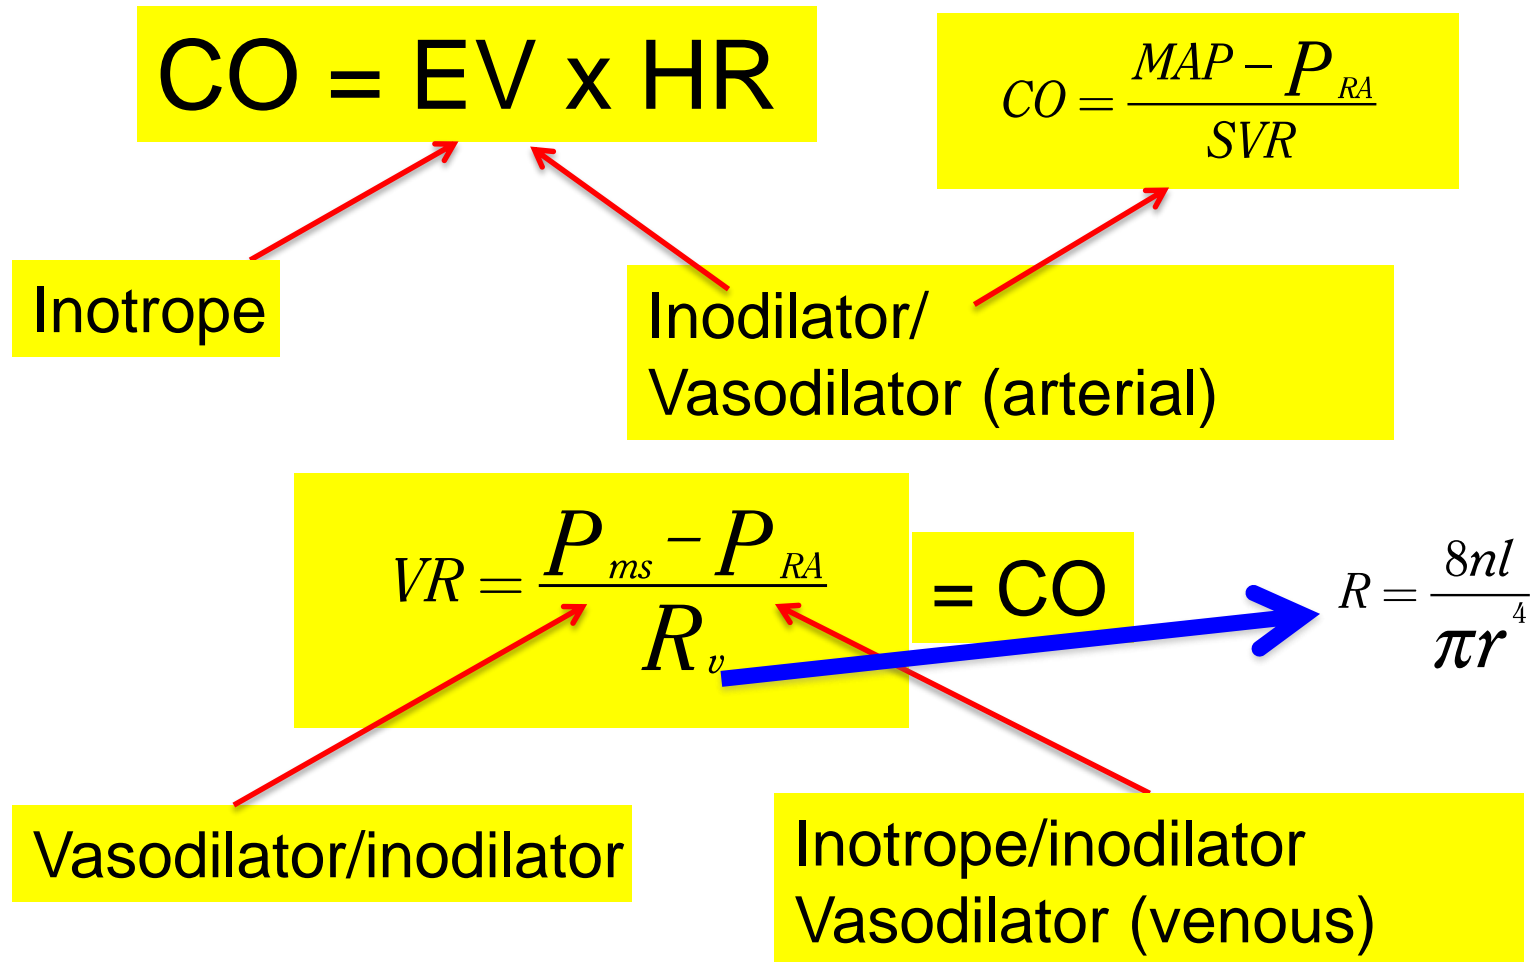 CO = EV x HR
CO = (MAP − P_RA) / SVR
Inotrope
Inodilator/
Vasodilator (arterial)
VR = (P_ms − P_RA) / R_v
= CO
R = 8nl / πr^4
Vasodilator/inodilator
Inotrope/inodilator
Vasodilator (venous)